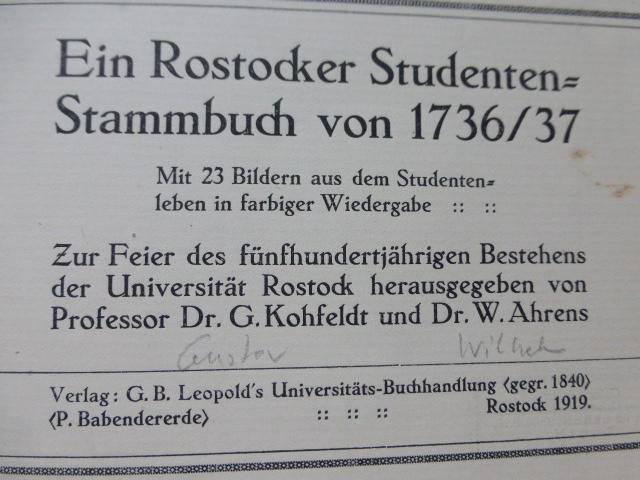 Ein Rostocker Studenten=
Stammbuch von 1736/37
Mit 23 Bildern aus dem Studenten=
leben in farbiger Wiedergabe :: ::
Zur Feier des fünfhundertjährigen Bestehens
der Universität Rostock herausgegeben von
Professor Dr. G. Kohfeldt und Dr. W. Ahrens
Gustav Wilhelm
Verlag: G. B. Leopold's Universitäts-Buchhandlung <gegr. 1840>
<P. Babendererde> :: :: :: Rostock 1919.